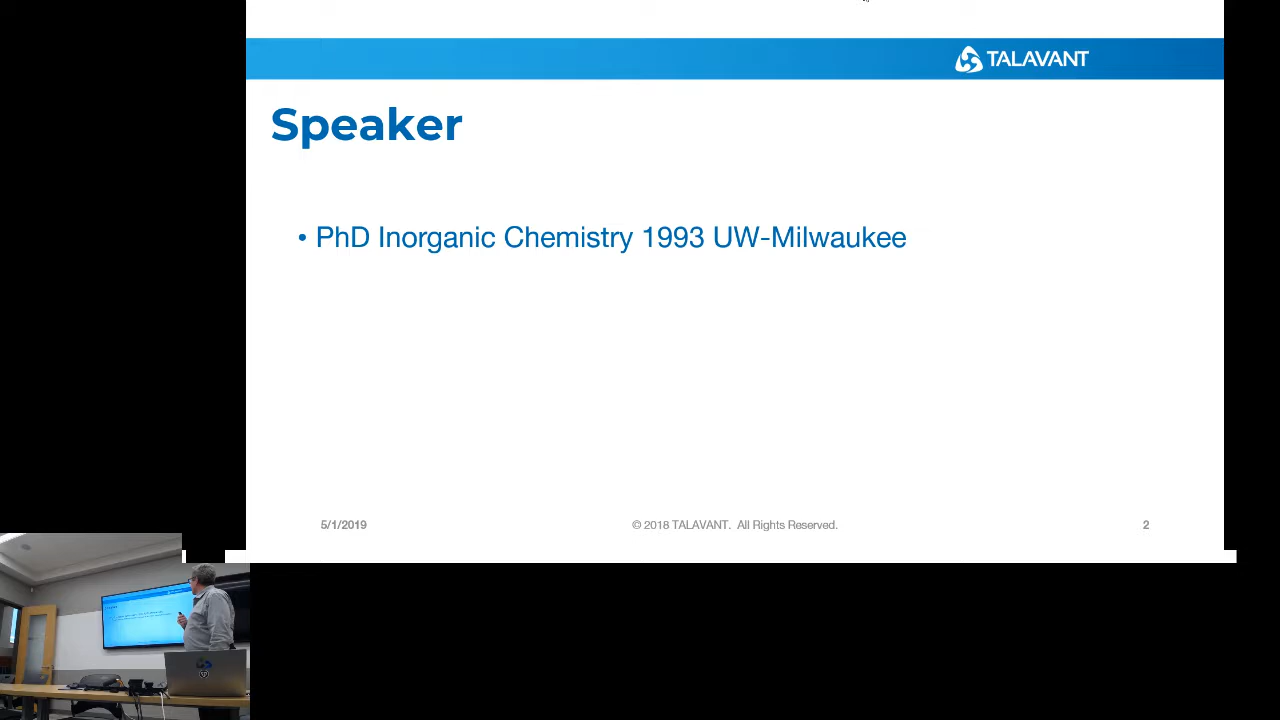 TALAVANT
Speaker
• PhD Inorganic Chemistry 1993 UW-Milwaukee
5/1/2019
© 2018 TALAVANT. All Rights Reserved.
2